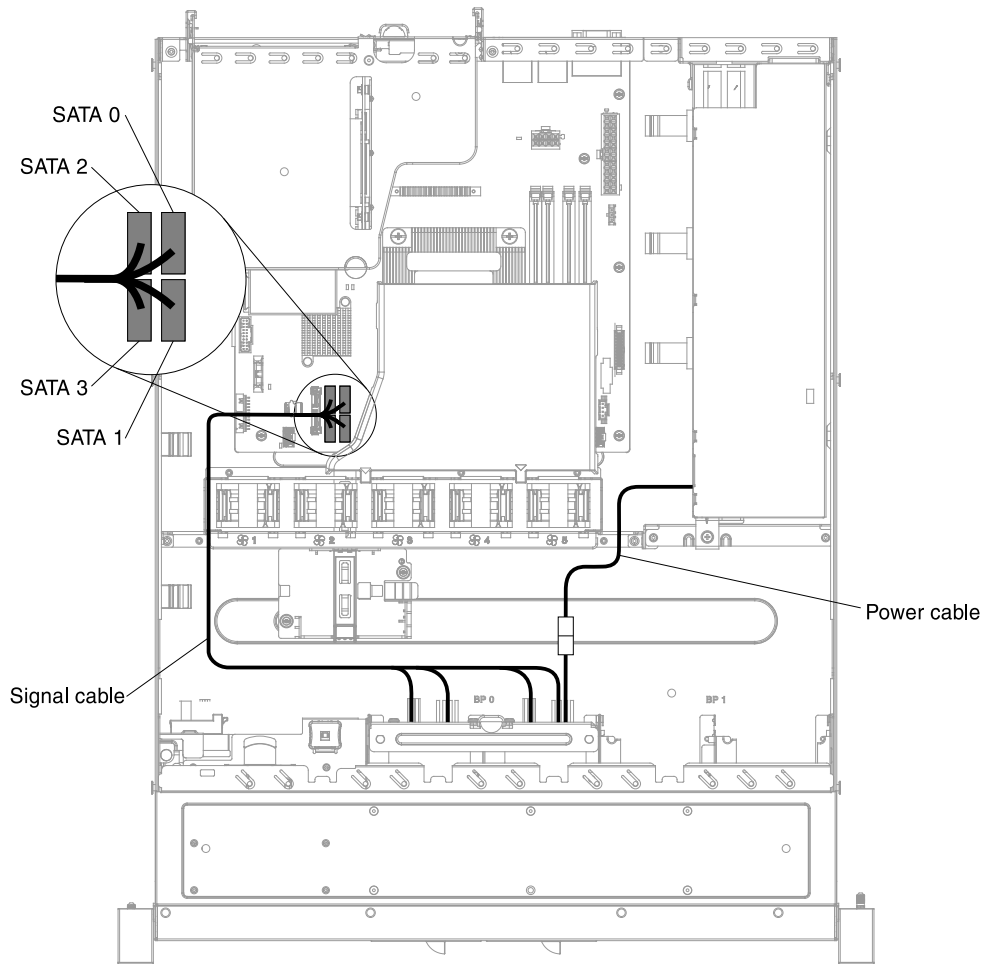 SATA 0
SATA 2
SATA 3
SATA 1
1 2 3 4 5
Power cable
Signal cable
BP 0
BP 1